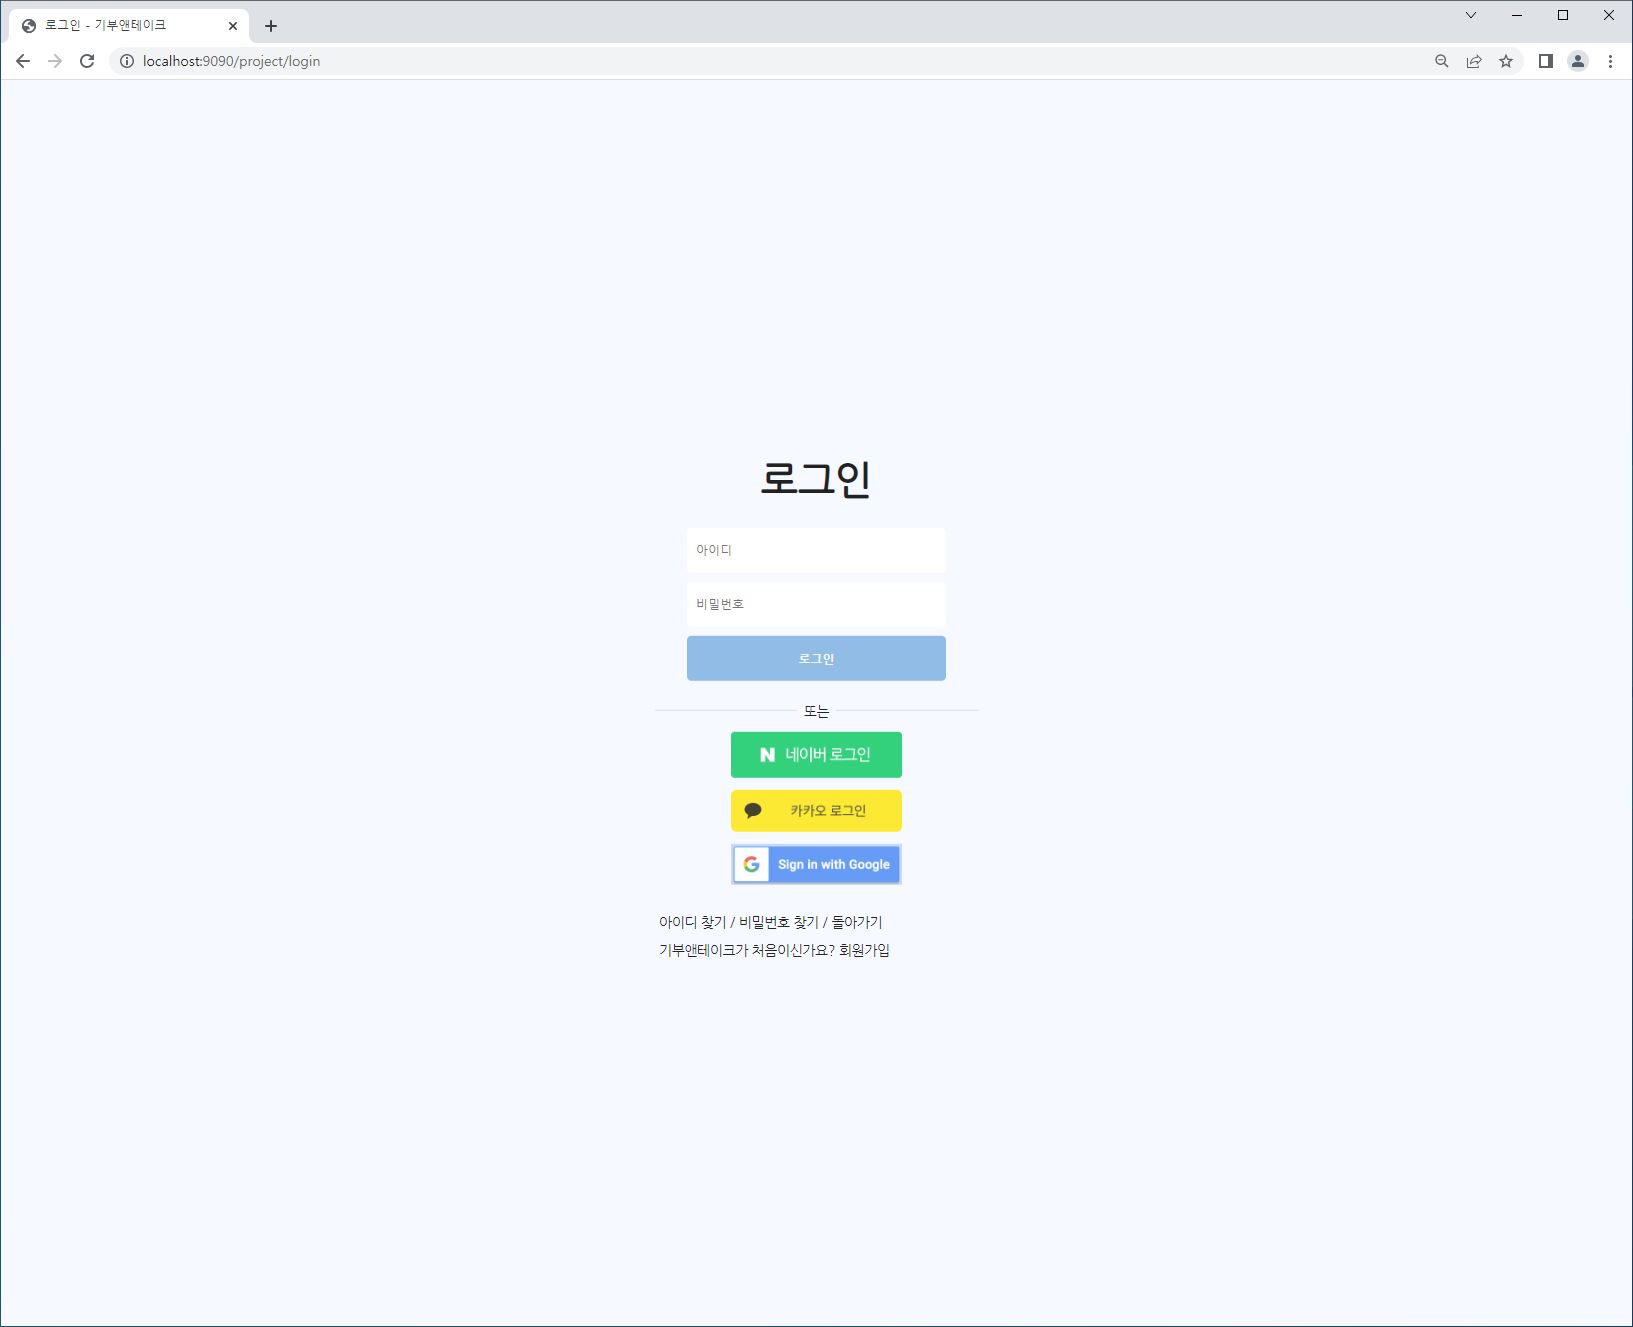 로그인 - 기부앤테이크
localhost:9090/project/login
로그인
아이디
비밀번호
로그인
또는
N 네이버 로그인
카카오 로그인
G Sign in with Google
아이디 찾기 / 비밀번호 찾기 / 돌아가기
기부앤테이크가 처음이신가요? 회원가입